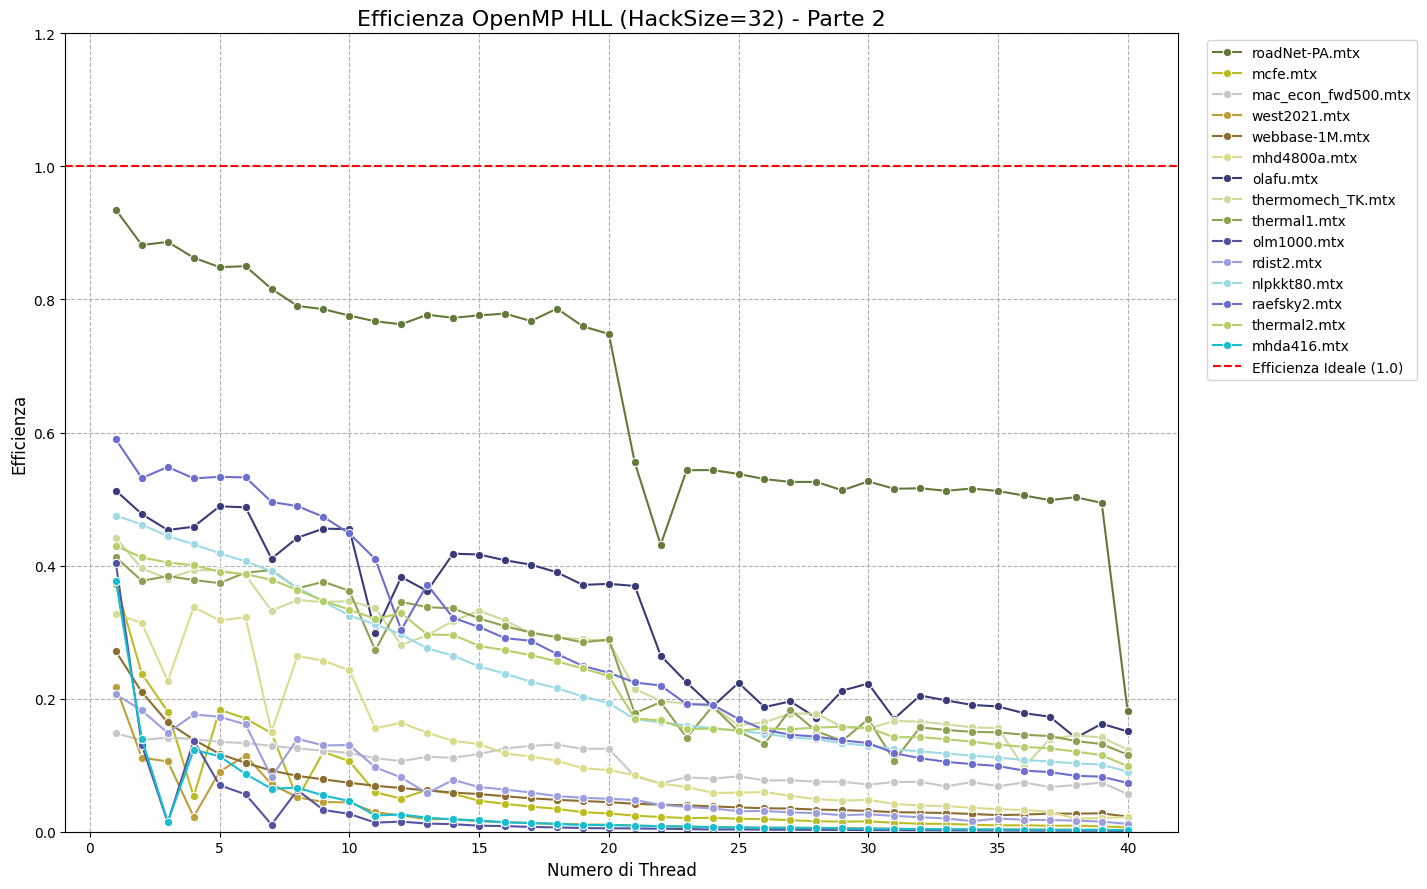 Efficienza OpenMP HLL (HackSize=32) - Parte 2
1.2
1.0
0.8
0.6
0.4
0.2
0.0
Efficienza
0
5
10
15
20
25
30
35
40
Numero di Thread
roadNet-PA.mtx
mcfe.mtx
mac_econ_fwd500.mtx
west2021.mtx
webbase-1M.mtx
mhd4800a.mtx
olafu.mtx
thermomech_TK.mtx
thermal1.mtx
olm1000.mtx
rdist2.mtx
nlpkkt80.mtx
raefsky2.mtx
thermal2.mtx
mhda416.mtx
Efficienza Ideale (1.0)